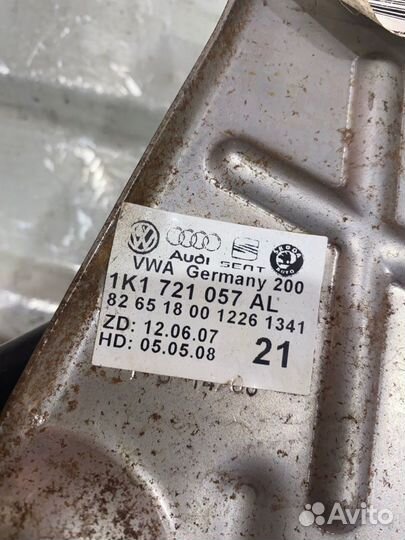 AUDI SEAT ŠKODA AUTO
VWA Germany 200
1K1 721 057 AL
82 65 18 00 1226 1341
ZD: 12.06.07
HD: 05.05.08 21
Avito